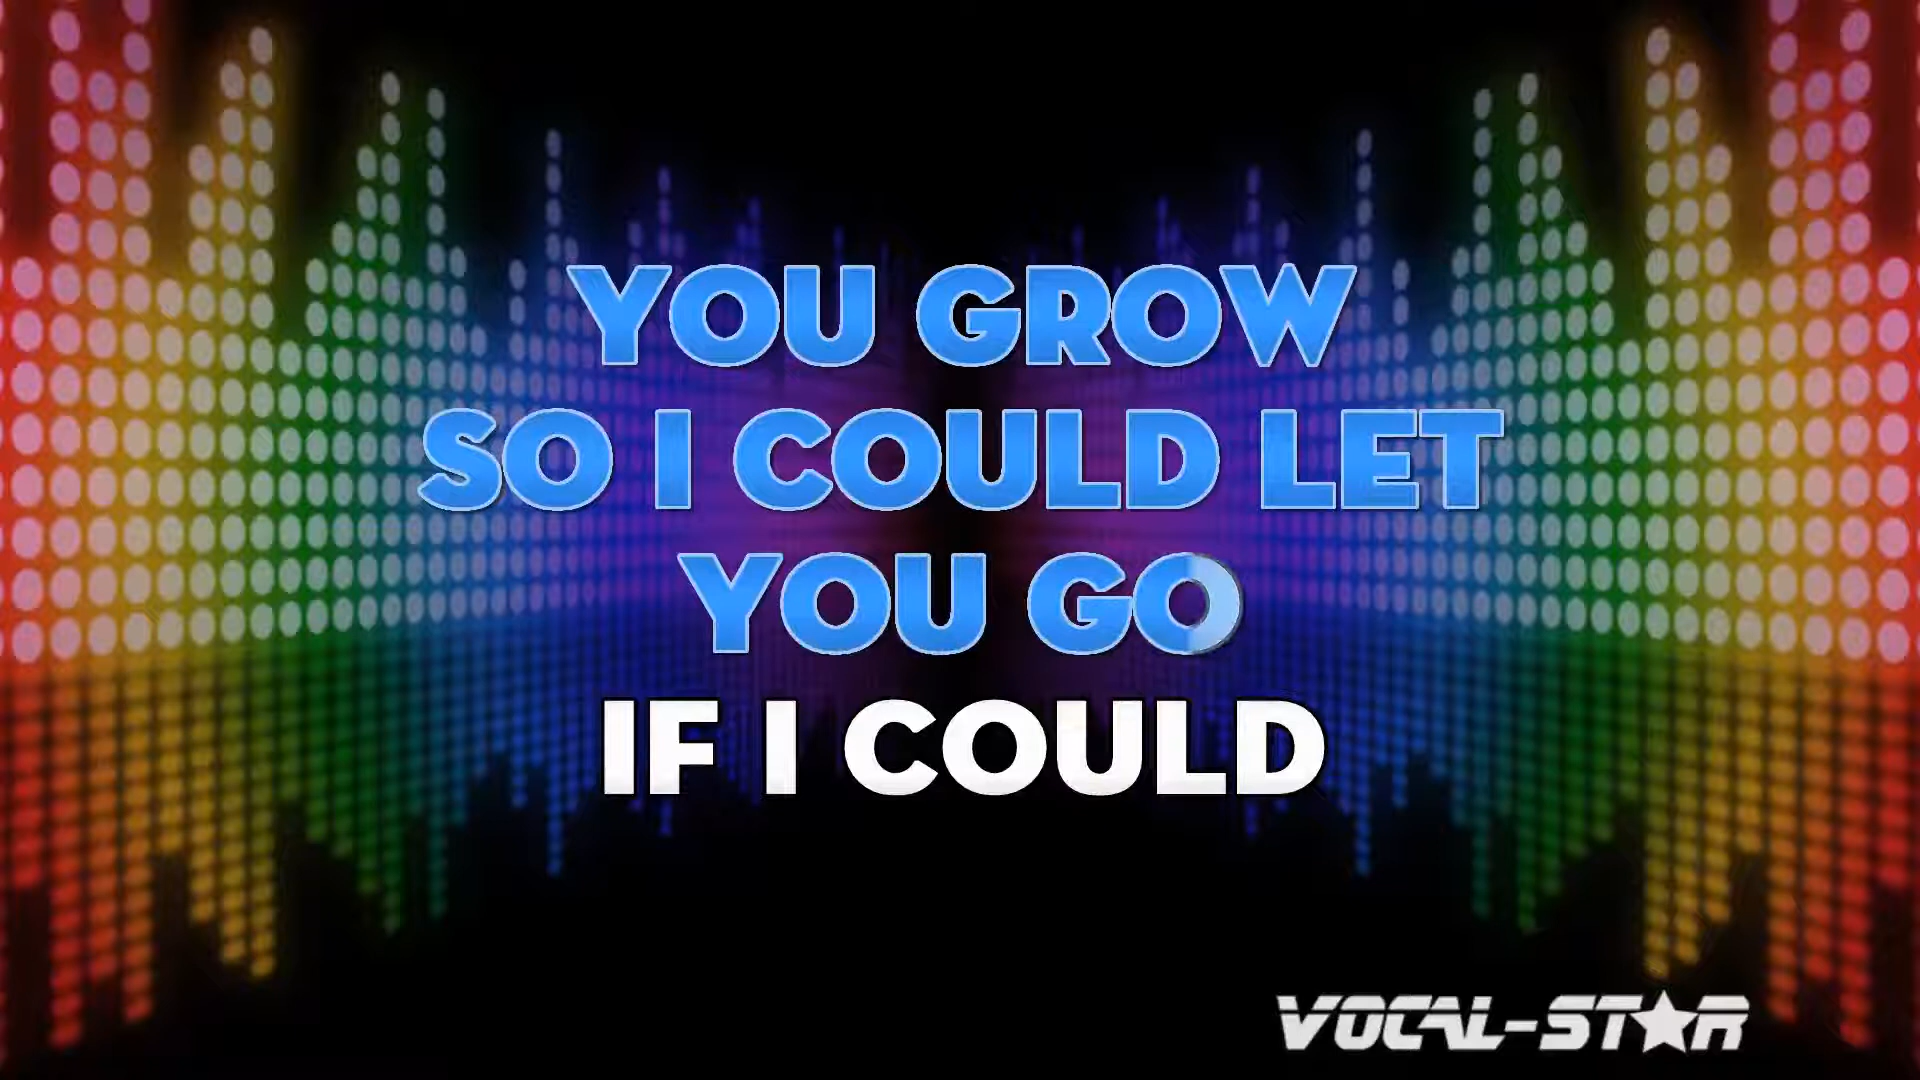 YOU GROW
SO I COULD LET
YOU GO
IF I COULD
VOCAL-STAR